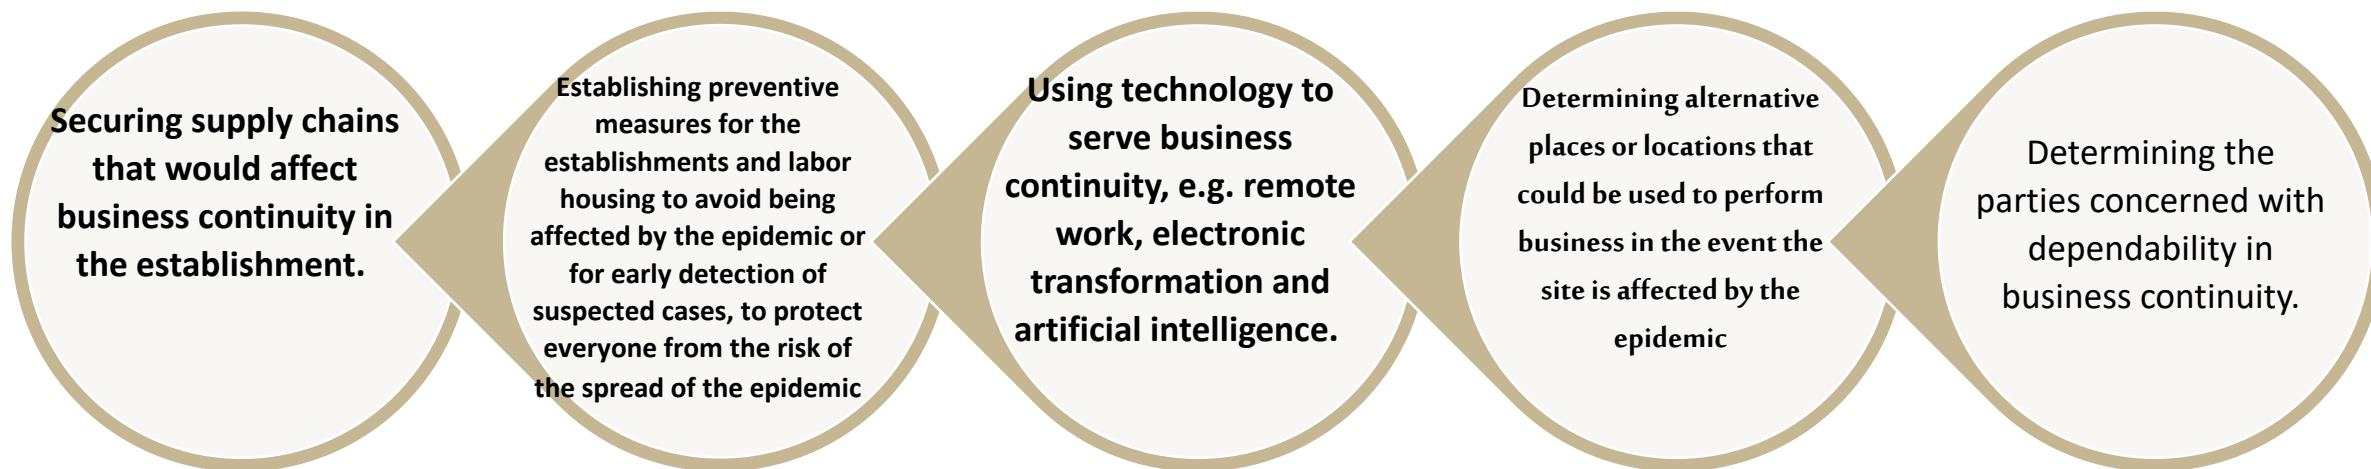 Securing supply chains
that would affect
business continuity in
the establishment.
Establishing preventive
measures for the
establishments and labor
housing to avoid being
affected by the epidemic or
for early detection of
suspected cases, to protect
everyone from the risk of
the spread of the epidemic
Using technology to
serve business
continuity, e.g. remote
work, electronic
transformation and
artificial intelligence.
Determining alternative
places or locations that
could be used to perform
business in the event the
site is affected by the
epidemic
Determining the
parties concerned with
dependability in
business continuity.